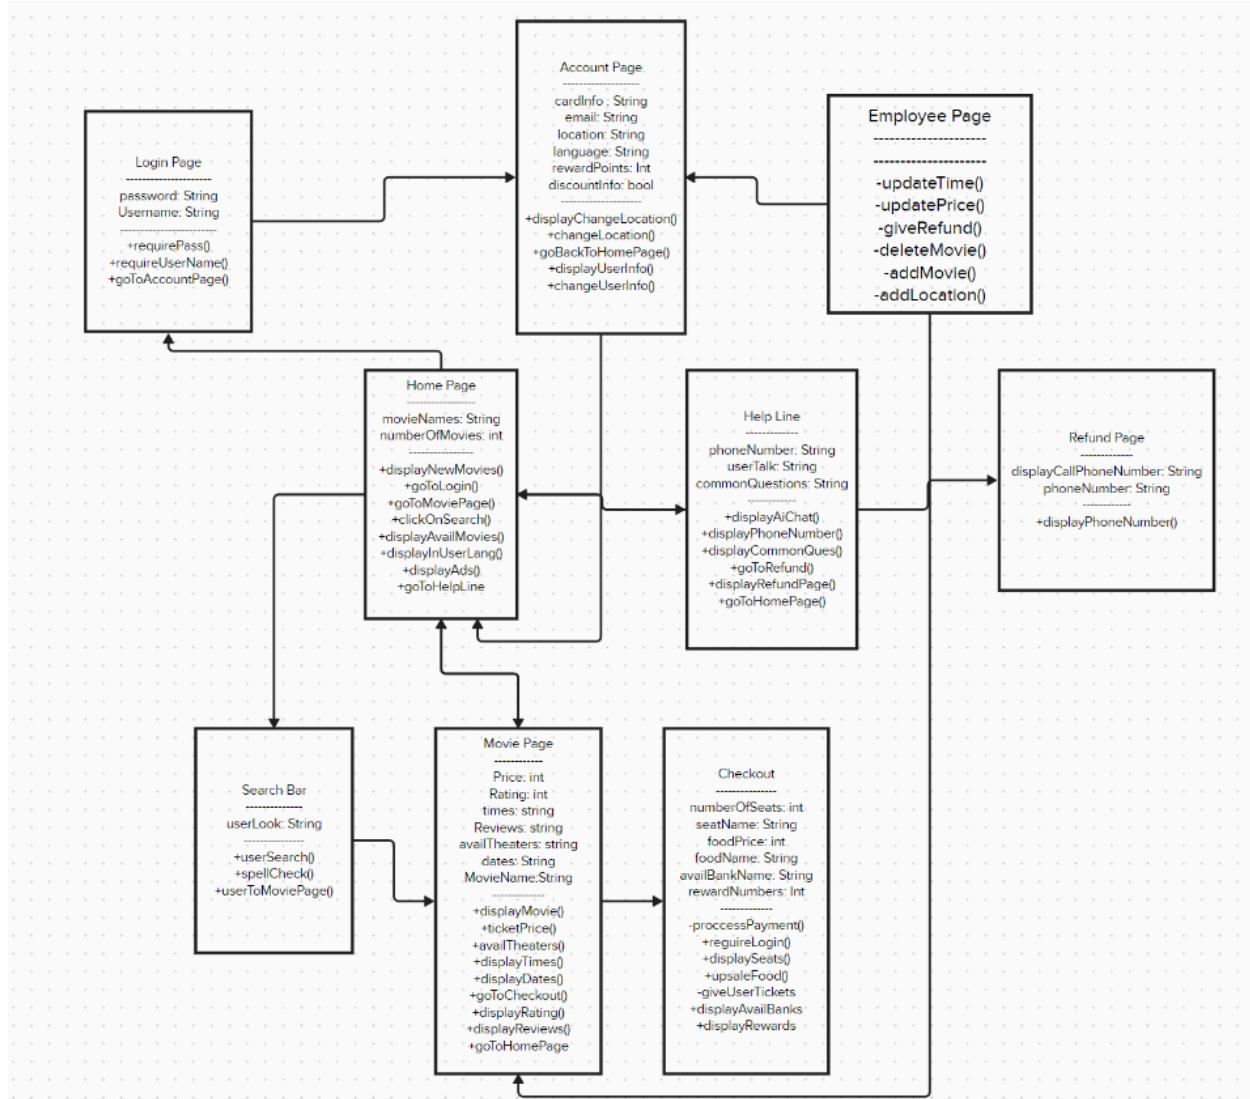 Account Page
--------------------
cardInfo : String
email: String
location: String
language: String
rewardPoints: Int
discountInfo: bool
---------------------
+displayChangeLocation()
+changeLocation()
+goBackToHomePage()
+displayUserInfo()
+changeUserInfo()
Employee Page
---------------------
---------------------
-updateTime()
-updatePrice()
-giveRefund()
-deleteMovie()
-addMovie()
-addLocation()
Login Page
---------------------
password: String
Username: String
-----------------------
+requirePass()
+requireUserName()
+goToAccountPage()
Home Page
-----------------
movieNames: String
numberOfMovies: int
----------------
+displayNewMovies()
+goToLogin()
+goToMoviePage()
+clickOnSearch()
+displayAvailMovies()
+displayInUserLang()
+displayAds()
+goToHelpLine
Help Line
-------------
phoneNumber: String
userTalk: String
commonQuestions: String
------------
+displayAiChat()
+displayPhoneNumber()
+displayCommonQues()
+goToRefund()
+displayRefundPage()
+goToHomePage()
Refund Page
-------------
displayCallPhoneNumber: String
phoneNumber: String
------------
+displayPhoneNumber()
Search Bar
--------------
userLook: String
---------------
+userSearch()
+spellCheck()
+userToMoviePage()
Movie Page
------------
Price: int
Rating: int
times: string
Reviews: string
availTheaters: string
dates: String
MovieName:String
-------------
+displayMovie()
+ticketPrice()
+availTheaters()
+displayTimes()
+displayDates()
+goToCheckout()
+displayRating()
+displayReviews()
+goToHomePage
Checkout
---------------
numberOfSeats: int
seatName: String
foodPrice: int
foodName: String
availBankName: String
rewardNumbers: Int
-------------
-proccessPayment()
+reguireLogin()
+displaySeats()
+upsaleFood()
-giveUserTickets
+displayAvailBanks
+displayRewards